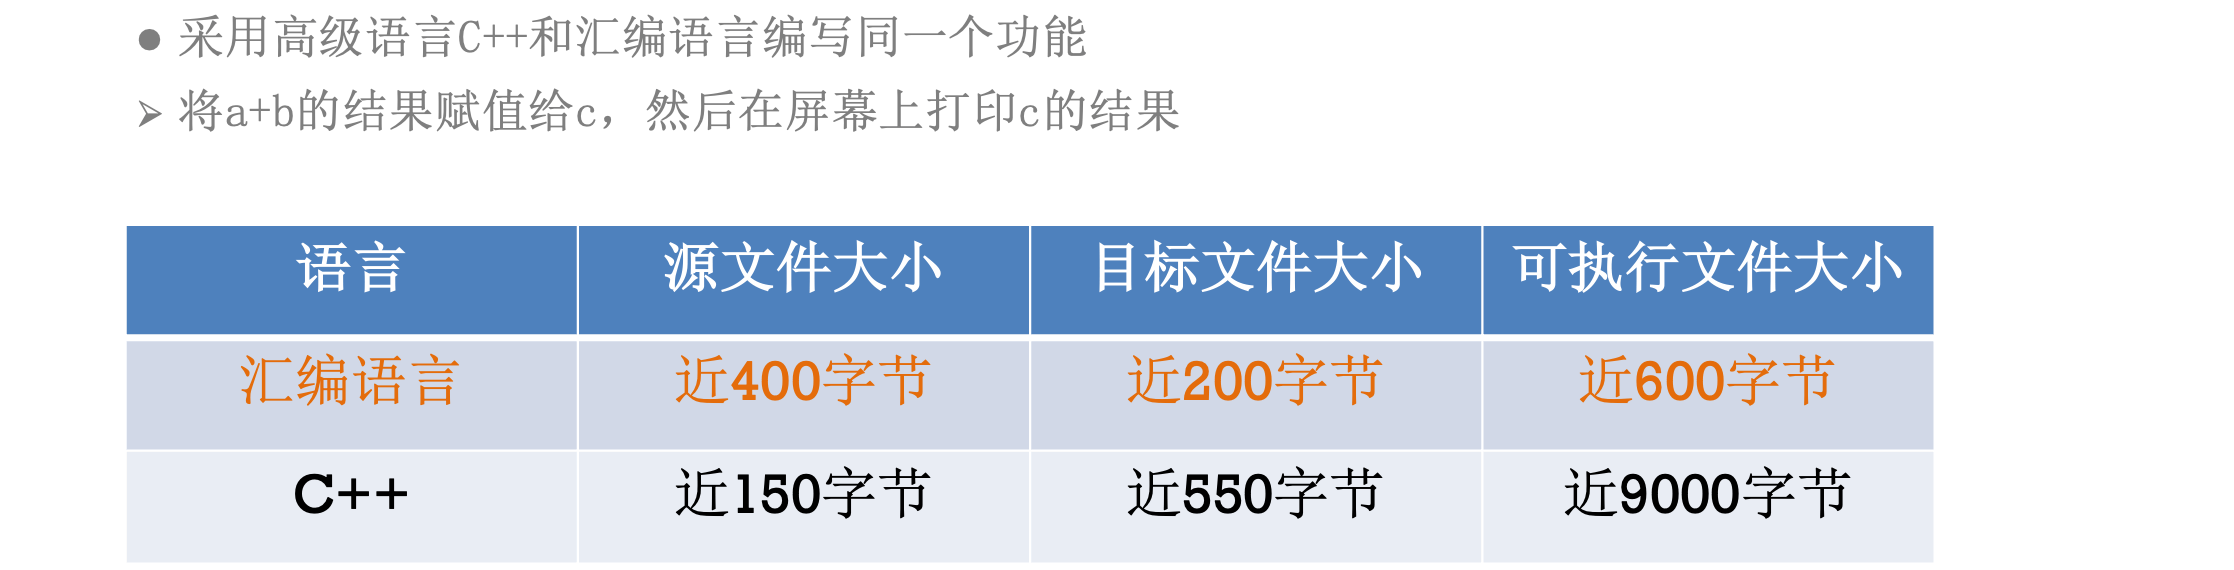 ● 采用高级语言C++和汇编语言编写同一个功能
➢ 将a+b的结果赋值给c，然后在屏幕上打印c的结果
语言 源文件大小 目标文件大小 可执行文件大小
汇编语言 近400字节 近200字节 近600字节
C++ 近150字节 近550字节 近9000字节